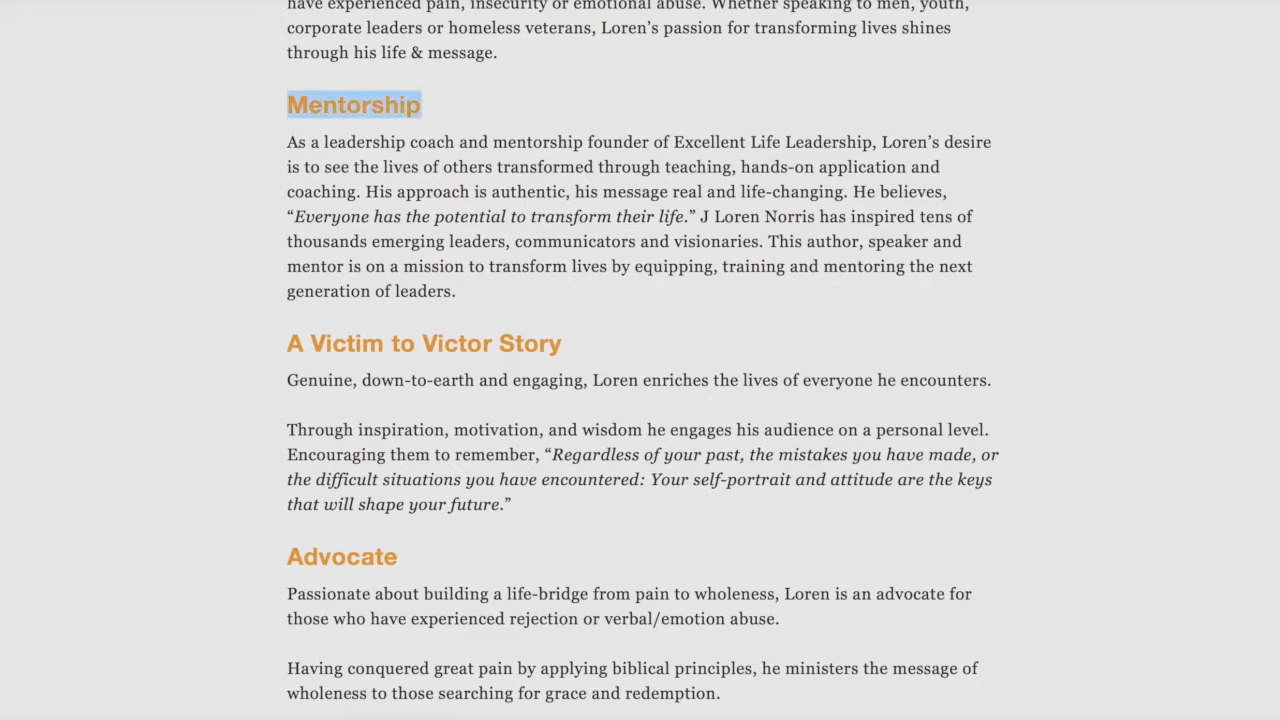 have experienced pain, insecurity or emotional abuse. Whether speaking to men, youth,
corporate leaders or homeless veterans, Loren’s passion for transforming lives shines
through his life & message.
Mentorship
As a leadership coach and mentorship founder of Excellent Life Leadership, Loren’s desire
is to see the lives of others transformed through teaching, hands-on application and
coaching. His approach is authentic, his message real and life-changing. He believes,
“Everyone has the potential to transform their life.” J Loren Norris has inspired tens of
thousands emerging leaders, communicators and visionaries. This author, speaker and
mentor is on a mission to transform lives by equipping, training and mentoring the next
generation of leaders.
A Victim to Victor Story
Genuine, down-to-earth and engaging, Loren enriches the lives of everyone he encounters.
Through inspiration, motivation, and wisdom he engages his audience on a personal level.
Encouraging them to remember, “Regardless of your past, the mistakes you have made, or
the difficult situations you have encountered: Your self-portrait and attitude are the keys
that will shape your future.”
Advocate
Passionate about building a life-bridge from pain to wholeness, Loren is an advocate for
those who have experienced rejection or verbal/emotion abuse.
Having conquered great pain by applying biblical principles, he ministers the message of
wholeness to those searching for grace and redemption.